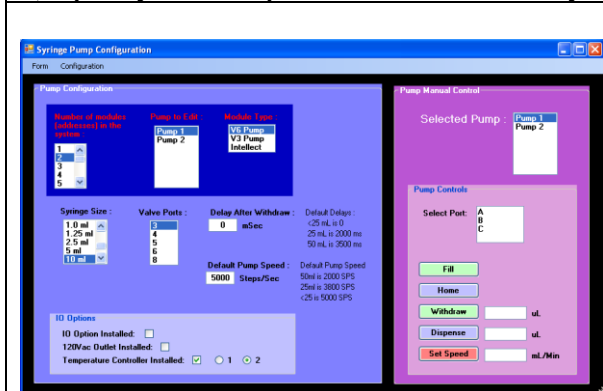 Syringe Pump Configuration
Form Configuration
Pump Configuration
Number of modules
(addresses) in the
system
1
2
3
4
5
Pump to Edit :
Pump 1
Pump 2
Module Type :
V6 Pump
V3 Pump
Intellect
Syringe Size :
1.0 ml
1.25 ml
2.5 ml
5 ml
10 ml
Valve Ports :
3
4
5
6
8
Delay After Withdraw :
0 mSec
Default Delays :
<25 mL is 0
25 mL is 2000 ms
50 mL is 3500 ms
Default Pump Speed :
5000 Steps/Sec
Default Pump Speed
50ml is 2000 SPS
25ml is 3800 SPS
<25 is 5000 SPS
IO Options
IO Option Installed:
120Vac Outlet Installed:
Temperature Controller Installed: 1 2
Pump Manual Control
Selected Pump :
Pump 1
Pump 2
Pump Controls
Select Port:
A
B
C
Fill
Home
Withdraw uL
Dispense uL
Set Speed mL/Min